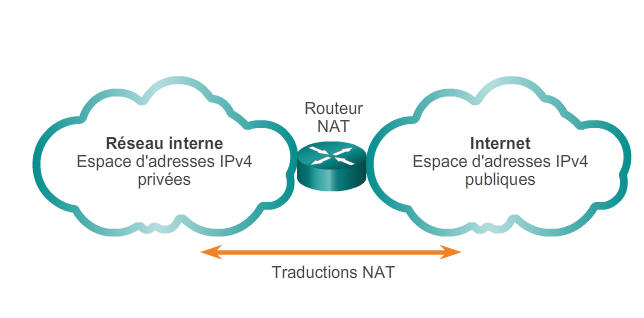 Routeur
NAT
Réseau interne
Espace d'adresses IPv4
privées
Internet
Espace d'adresses IPv4
publiques
Traductions NAT